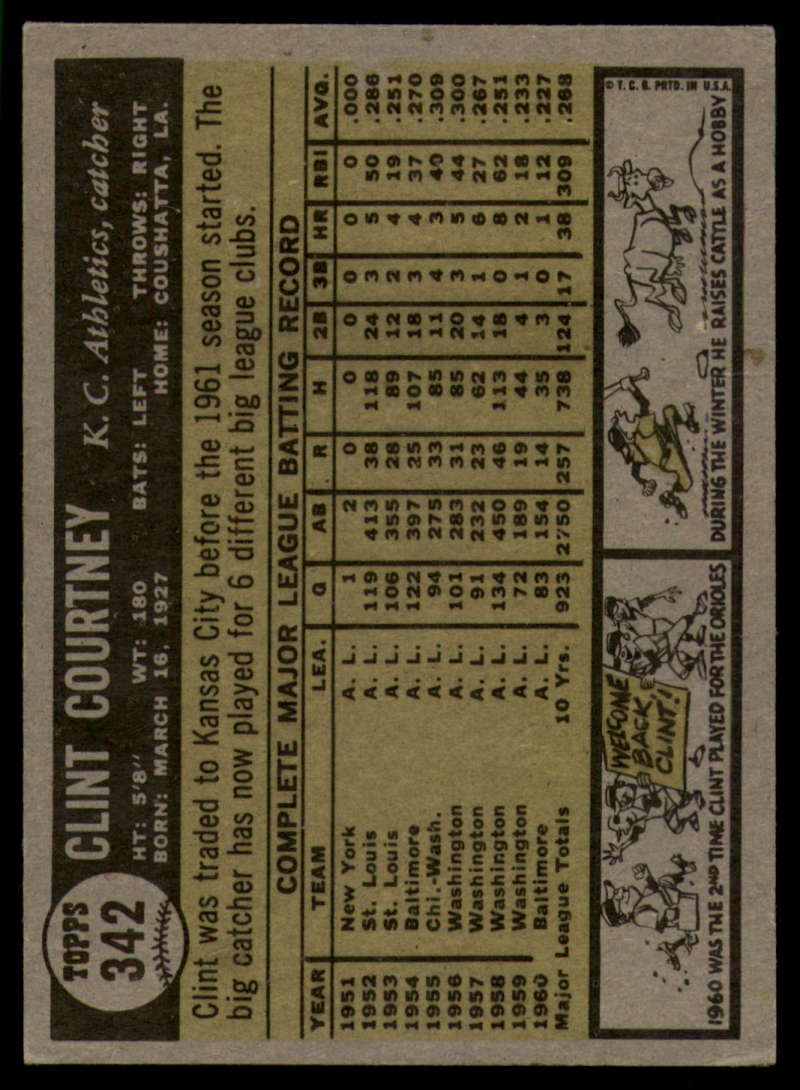 TOPPS
342
CLINT COURTNEY K. C. Athletics, catcher
HT: 5'8" WT: 180 BATS: LEFT THROWS: RIGHT
BORN: MARCH 16, 1927 HOME: COUSHATTA, LA.
Clint was traded to Kansas City before the 1961 season started. The
big catcher has now played for 6 different big league clubs.
COMPLETE MAJOR LEAGUE BATTING RECORD
YEAR TEAM LEA. G AB R H 2B 3B HR RBI AVG.
1951 New York A. L. 1 2 0 0 0 0 0 0 .000
1952 St. Louis A. L. 119 413 38 118 24 3 5 50 .286
1953 St. Louis A. L. 106 355 28 89 12 2 4 19 .251
1954 Baltimore A. L. 122 397 25 107 18 3 4 37 .270
1955 Chi.-Wash. A. L. 94 275 33 85 11 4 3 40 .309
1956 Washington A. L. 101 283 31 85 20 3 5 44 .300
1957 Washington A. L. 91 232 23 62 14 1 6 27 .267
1958 Washington A. L. 134 450 46 113 18 0 8 62 .251
1959 Washington A. L. 72 189 19 44 4 1 2 18 .233
1960 Baltimore A. L. 83 154 14 35 3 0 1 12 .227
Major League Totals 10 Yrs. 923 2750 257 738 124 17 38 309 .268
WELCOME
BACK,
CLINT!
1960 WAS THE 2ND TIME CLINT PLAYED FOR THE ORIOLES
© T. C. G. PRTD. IN U.S.A.
DURING THE WINTER HE RAISES CATTLE AS A HOBBY